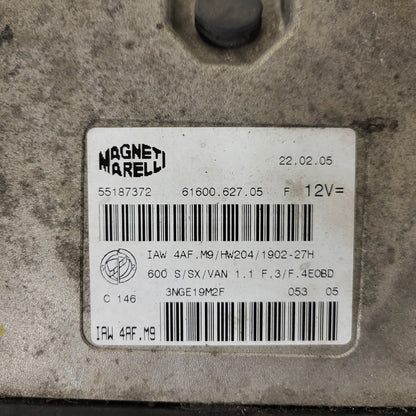 MAGNETI
MARELLI
22.02.05
55187372 61600.627.05 F 12V=
IAW 4AF.M9/HW204/1902-27H
600 S/SX/VAN 1.1 F.3/F.4EOBD
C 146 3NGE19M2F 053 05
IAW 4AF.M9